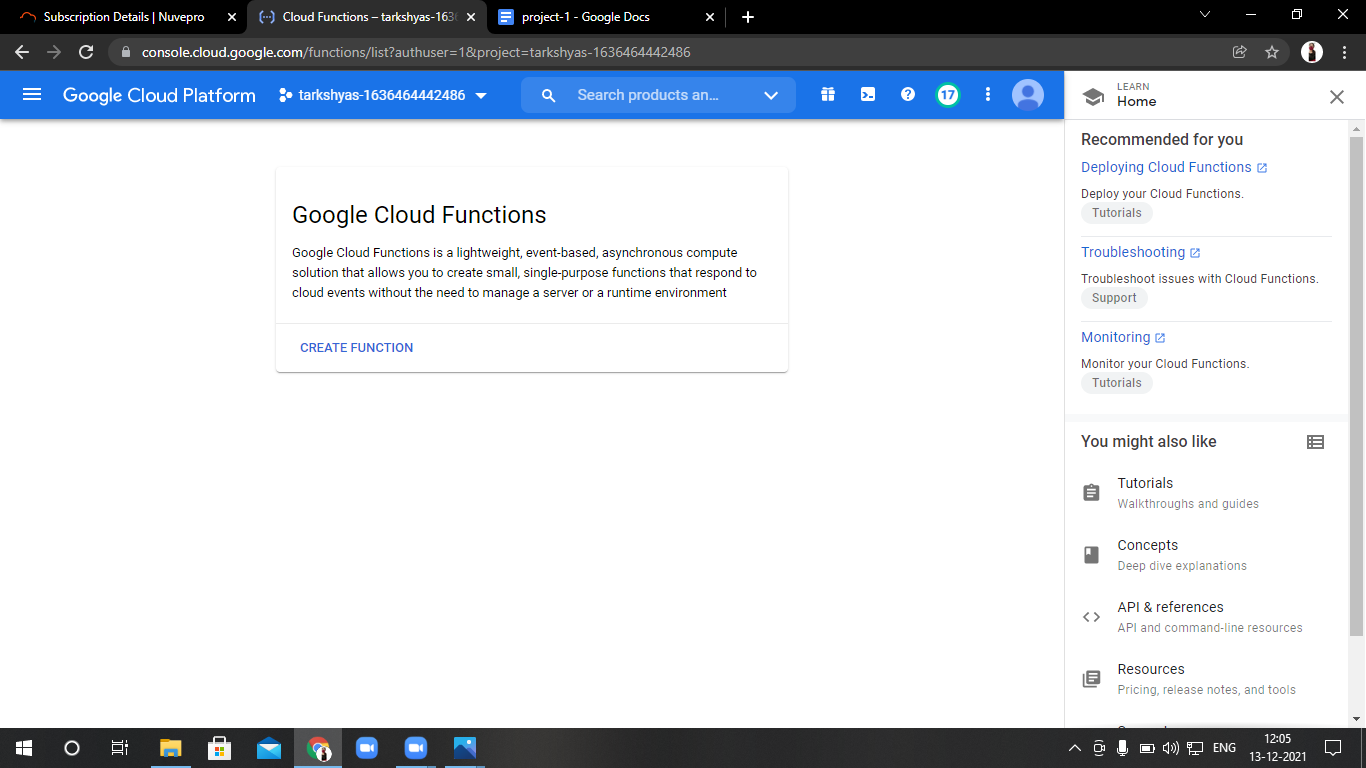 Subscription Details | Nuvepro
Cloud Functions – tarkshyas-163
project-1 - Google Docs
console.cloud.google.com/functions/list?authuser=1&project=tarkshyas-1636464442486
Google Cloud Platform
tarkshyas-1636464442486
Search products an...
17
LEARN
Home
Google Cloud Functions
Google Cloud Functions is a lightweight, event-based, asynchronous compute
solution that allows you to create small, single-purpose functions that respond to
cloud events without the need to manage a server or a runtime environment
CREATE FUNCTION
Recommended for you
Deploying Cloud Functions
Deploy your Cloud Functions.
Tutorials
Troubleshooting
Troubleshoot issues with Cloud Functions.
Support
Monitoring
Monitor your Cloud Functions.
Tutorials
You might also like
Tutorials
Walkthroughs and guides
Concepts
Deep dive explanations
API & references
API and command-line resources
Resources
Pricing, release notes, and tools
ENG
12:05
13-12-2021